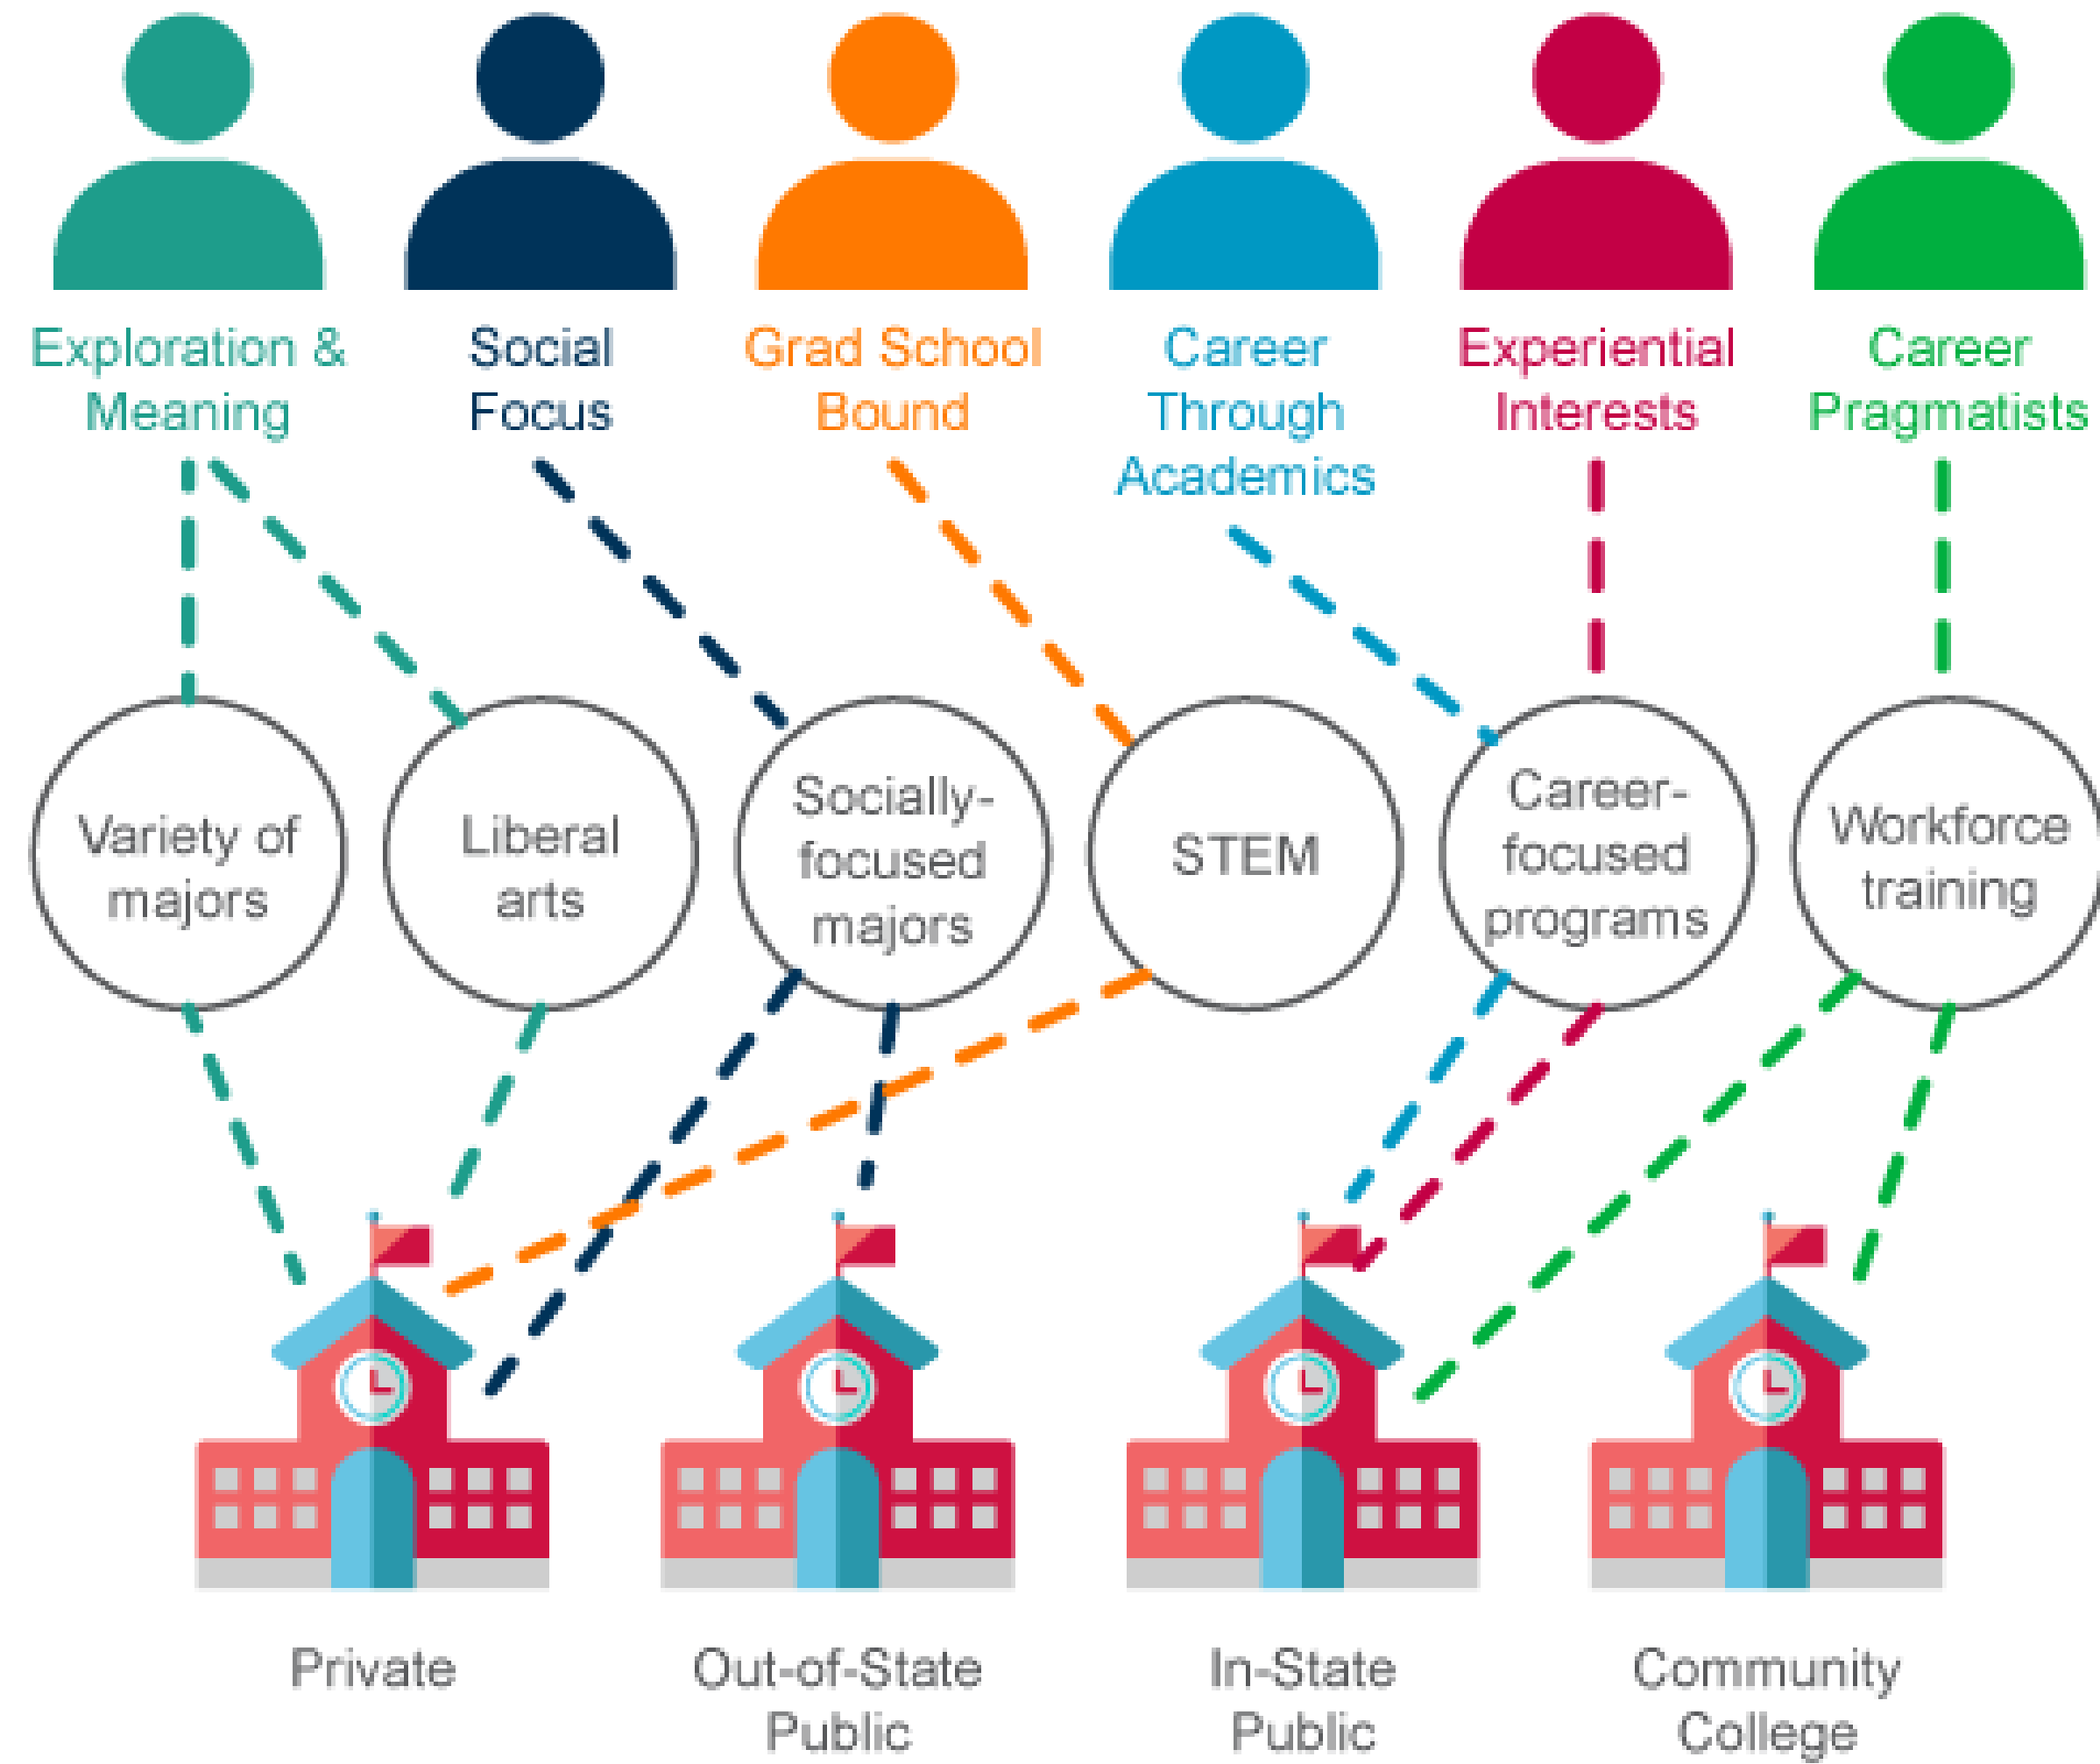 Exploration &
Meaning
Social
Focus
Grad School
Bound
Career
Through
Academics
Experiential
Interests
Career
Pragmatists
Variety of
majors
Liberal
arts
Socially-
focused
majors
STEM
Career-
focused
programs
Workforce
training
Private
Out-of-State
Public
In-State
Public
Community
College